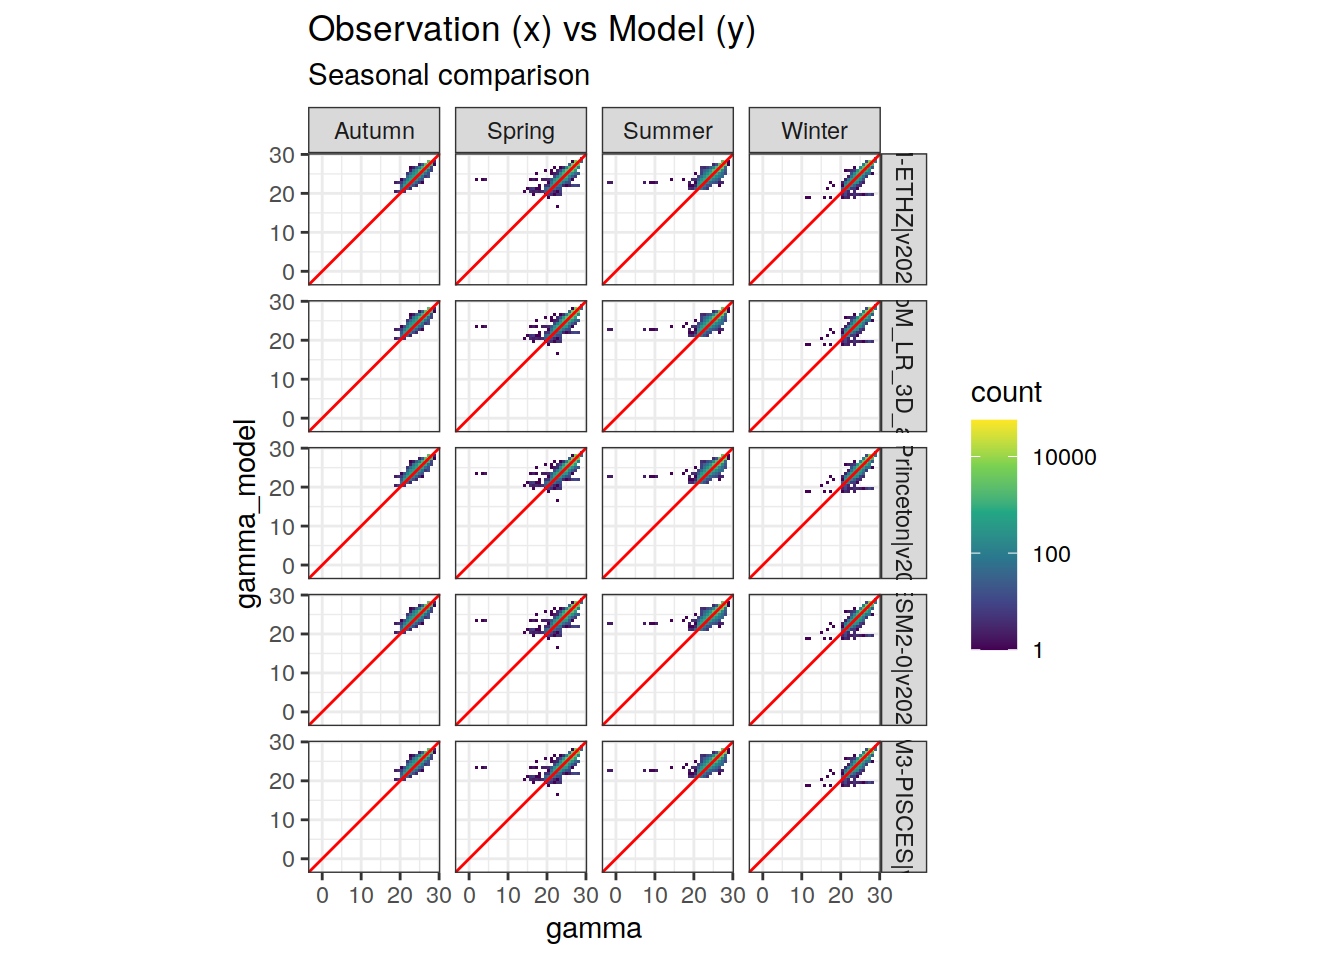 Observation (x) vs Model (y)
Seasonal comparison
Autumn Spring Summer Winter
30
20
10
0
-ETHZ|v202
30
20
10
0
M_LR_3D_
30
20
10
0
Princeton|v20
30
20
10
0
SM2-0|v202
30
20
10
0
M3-PISCES|
0 10 20 30 0 10 20 30 0 10 20 30 0 10 20 30
gamma
gamma_model
count
10000
100
1